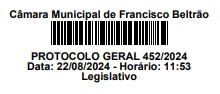 Câmara Municipal de Francisco Beltrão
PROTOCOLO GERAL 452/2024
Data: 22/08/2024 - Horário: 11:53
Legislativo